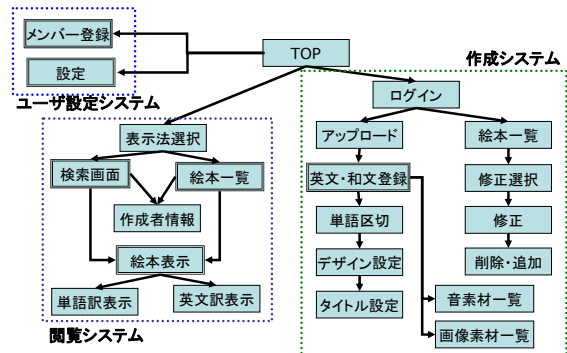 メンバー登録
設定
ユーザ設定システム
TOP
作成システム
ログイン
アップロード
絵本一覧
英文・和文登録
修正選択
単語区切
修正
デザイン設定
削除・追加
タイトル設定
音素材一覧
画像素材一覧
表示法選択
検索画面
絵本一覧
作成者情報
絵本表示
単語訳表示
英文訳表示
閲覧システム